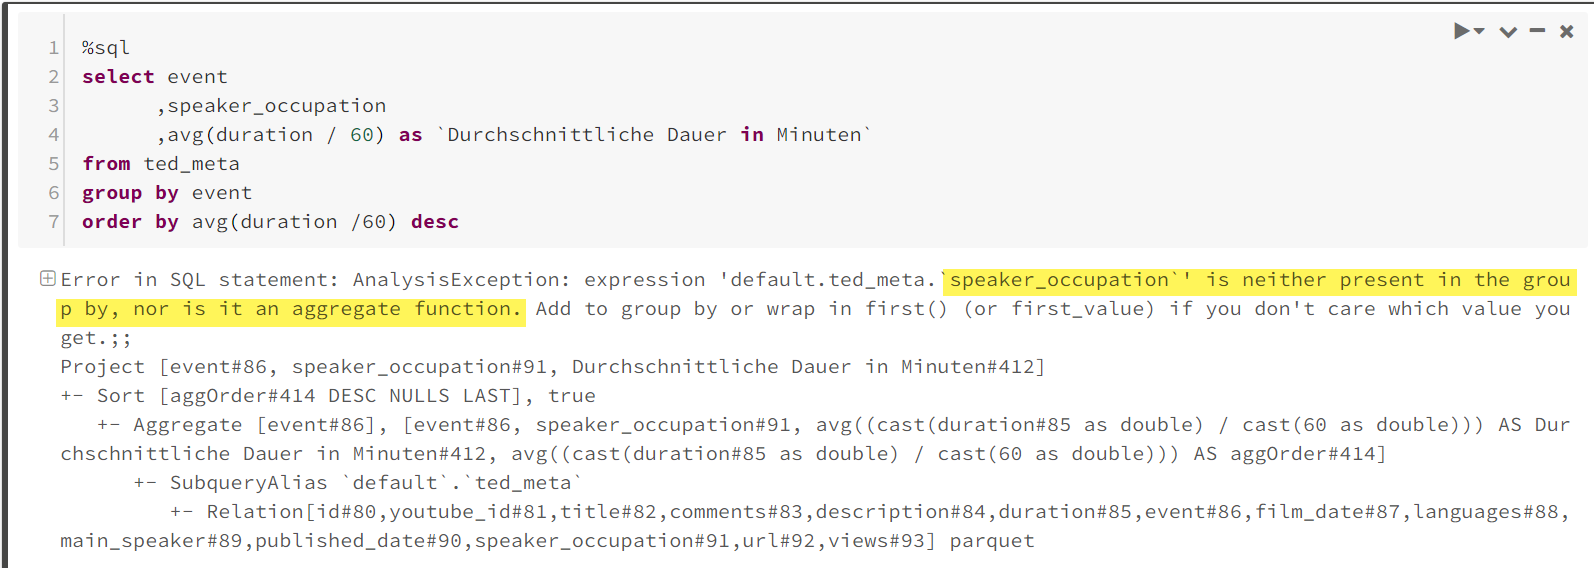 1 %sql
2 select event
3 ,speaker_occupation
4 ,avg(duration / 60) as `Durchschnittliche Dauer in Minuten`
5 from ted_meta
6 group by event
7 order by avg(duration /60) desc
Error in SQL statement: AnalysisException: expression 'default.ted_meta.`speaker_occupation`' is neither present in the grou
p by, nor is it an aggregate function. Add to group by or wrap in first() (or first_value) if you don't care which value you
get.;;
Project [event#86, speaker_occupation#91, Durchschnittliche Dauer in Minuten#412]
+- Sort [aggOrder#414 DESC NULLS LAST], true
+- Aggregate [event#86], [event#86, speaker_occupation#91, avg((cast(duration#85 as double) / cast(60 as double))) AS Dur
chschnittliche Dauer in Minuten#412, avg((cast(duration#85 as double) / cast(60 as double))) AS aggOrder#414]
+- SubqueryAlias `default`.`ted_meta`
+- Relation[id#80,youtube_id#81,title#82,comments#83,description#84,duration#85,event#86,film_date#87,languages#88,
main_speaker#89,published_date#90,speaker_occupation#91,url#92,views#93] parquet